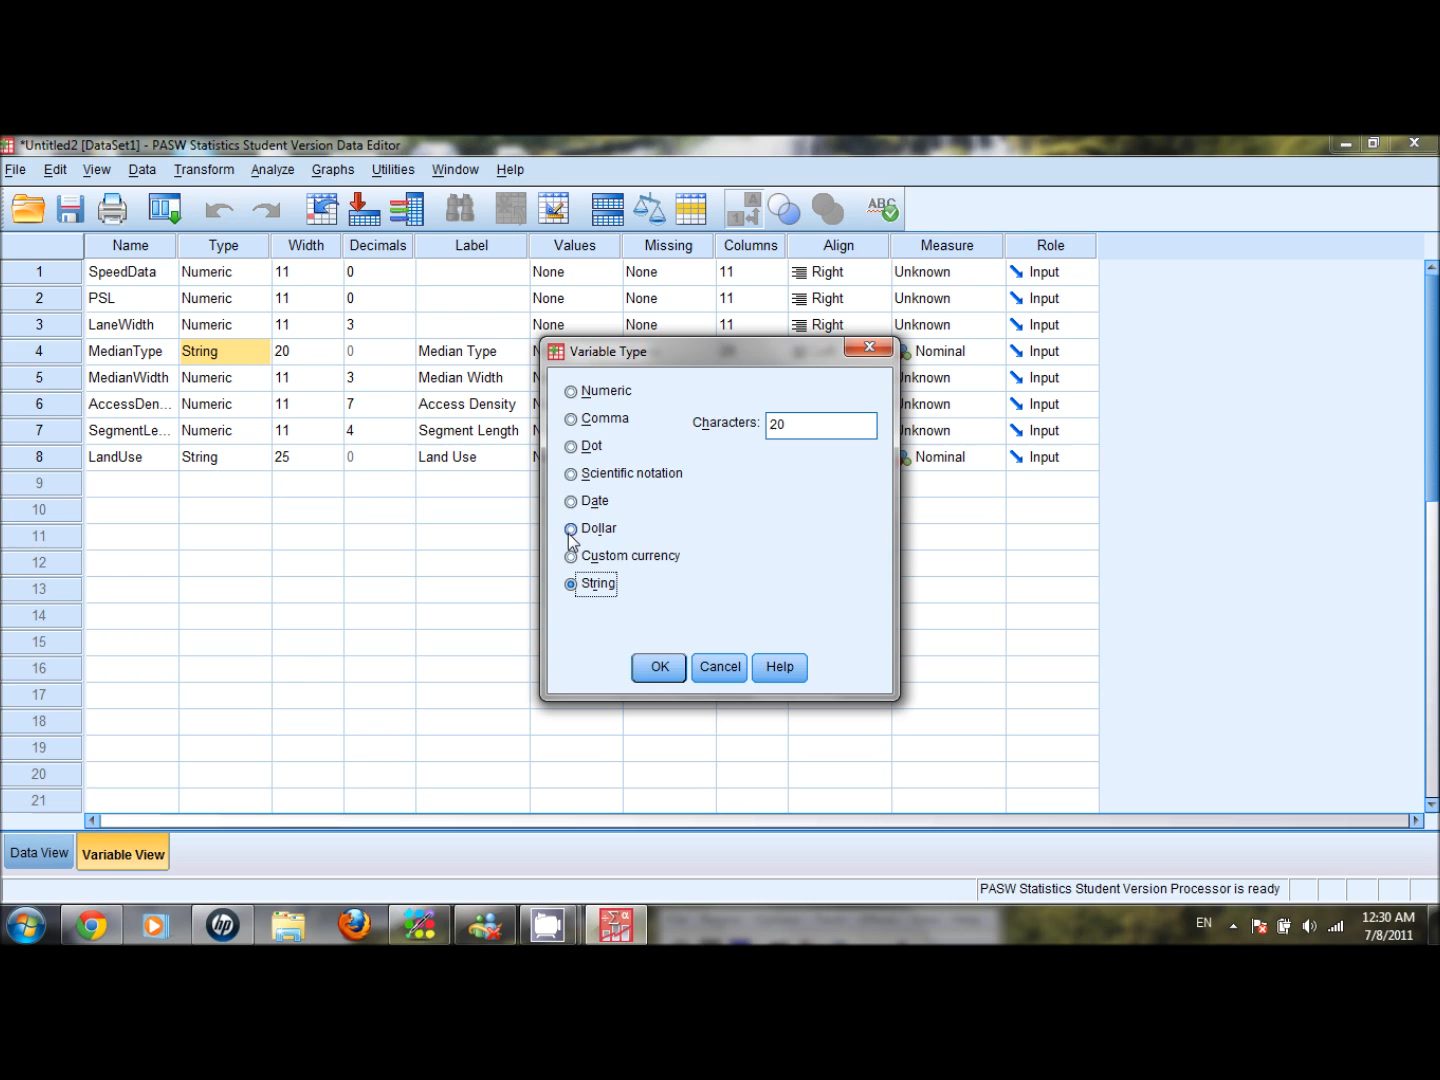 *Untitled2 [DataSet1] - PASW Statistics Student Version Data Editor
File Edit View Data Transform Analyze Graphs Utilities Window Help
Name Type Width Decimals Label Values Missing Columns Align Measure Role
1 SpeedData Numeric 11 0 None None 11 Right Unknown Input
2 PSL Numeric 11 0 None None 11 Right Unknown Input
3 LaneWidth Numeric 11 3 None None 11 Right Unknown Input
4 MedianType String 20 0 Median Type Nominal Input
5 MedianWidth Numeric 11 3 Median Width Input
6 AccessDen... Numeric 11 7 Access Density Input
7 SegmentLe... Numeric 11 4 Segment Length Input
8 LandUse String 25 0 Land Use Nominal Input
9
10
11
12
13
14
15
16
17
18
19
20
21
Variable Type
Numeric
Comma
Characters: 20
Dot
Scientific notation
Date
Dollar
Custom currency
String
OK Cancel Help
Data View Variable View
PASW Statistics Student Version Processor is ready
EN 12:30 AM
7/8/2011